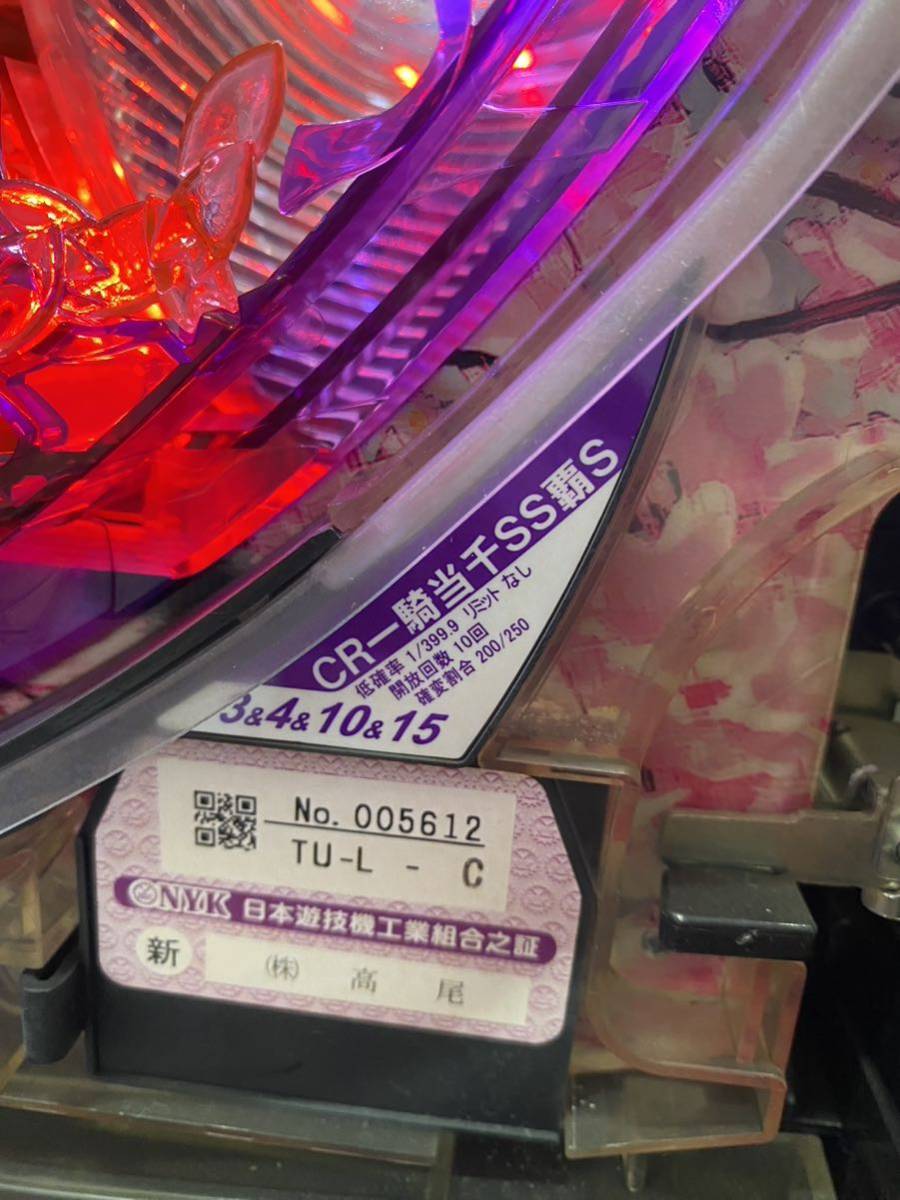 CR一騎当千SS覇S
低確率 1/399.9 リミット なし
開放回数 10回
確変割合 200/250
3&4&10&15
No. 005612
TU-L - C
NYK 日本遊技機工業組合之証
新 (株) 高尾